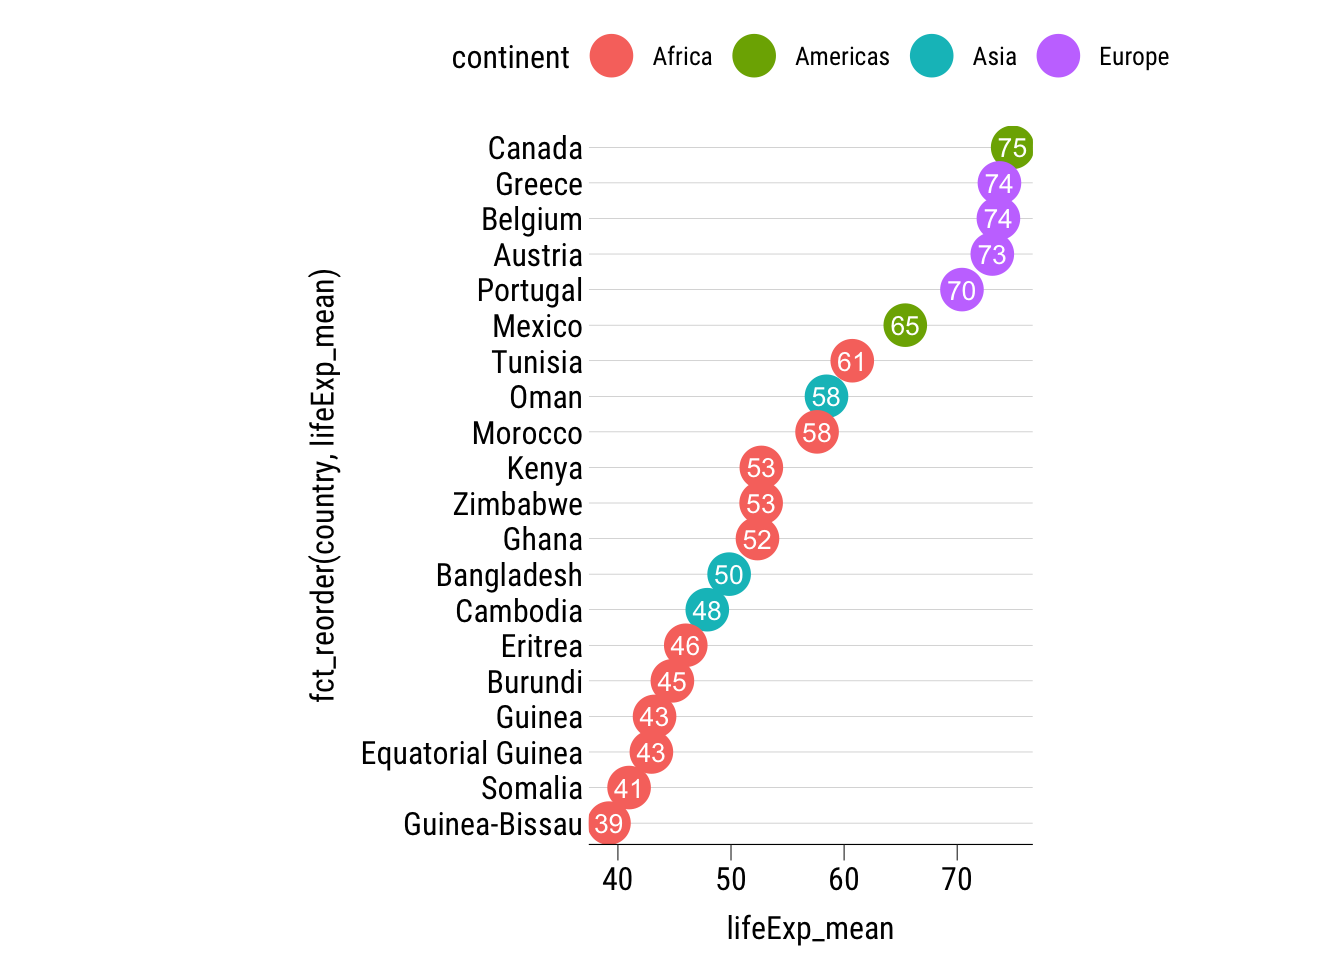 continent Africa Americas Asia Europe
fct_reorder(country, lifeExp_mean)
Canada 75
Greece 74
Belgium 74
Austria 73
Portugal 70
Mexico 65
Tunisia 61
Oman 58
Morocco 58
Kenya 53
Zimbabwe 53
Ghana 52
Bangladesh 50
Cambodia 48
Eritrea 46
Burundi 45
Guinea 43
Equatorial Guinea 43
Somalia 41
Guinea-Bissau 39
40 50 60 70
lifeExp_mean